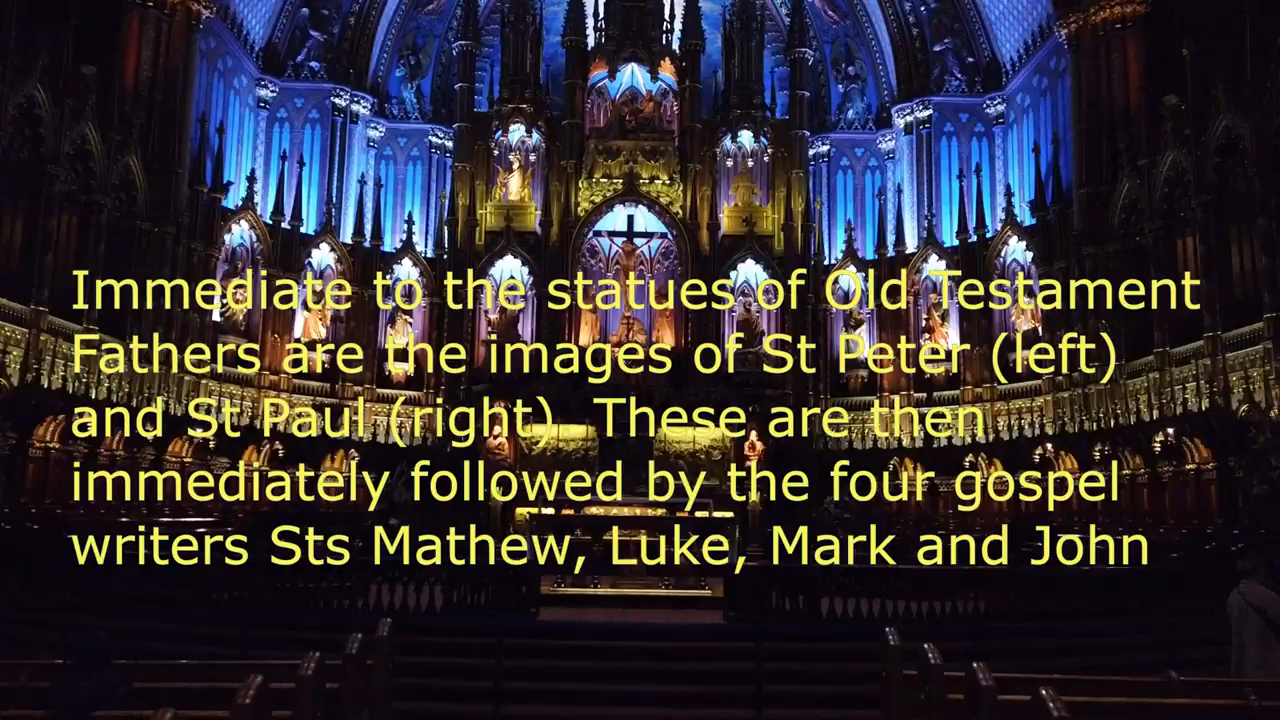 Immediate to the statues of Old Testament
Fathers are the images of St Peter (left)
and St Paul (right). These are then
immediately followed by the four gospel
writers Sts Mathew, Luke, Mark and John